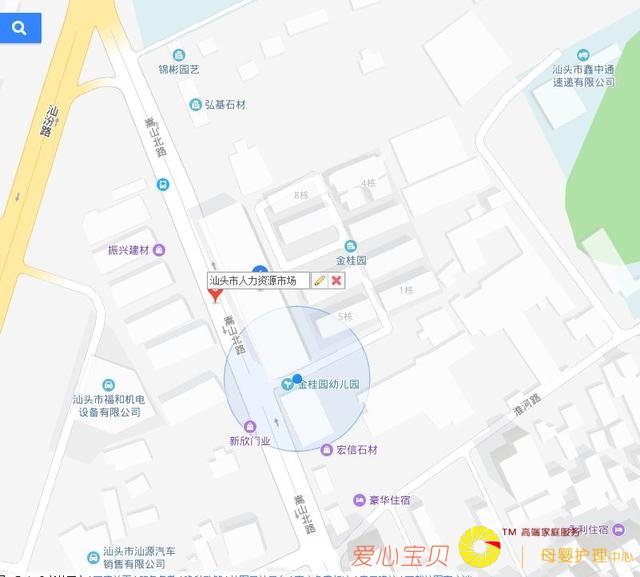 锦彬园艺
汕头市鑫中通
速递有限公司
弘基石材
汕汾路
嵩山北路
8栋
4栋
金桂园
振兴建材
汕头市人力资源市场
1栋
5栋
嵩山北路
汕头市福和机电
设备有限公司
金桂园幼儿园
淮河路
新欣门业
宏信石材
豪华住宿
嵩山北路
利住宿
汕头市山源汽车
销售有限公司
爱心宝贝
TM 高端家庭服务
母婴护理中心